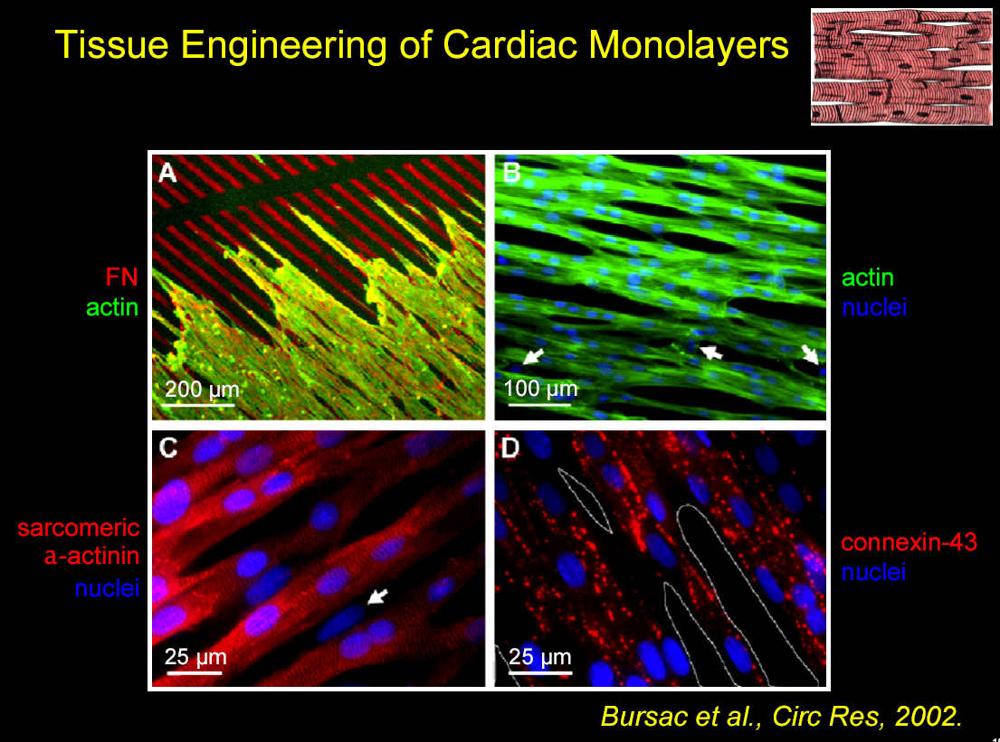 Tissue Engineering of Cardiac Monolayers
A
B
FN
actin
actin
nuclei
200 µm
100 µm
C
D
sarcomeric
a-actinin
nuclei
connexin-43
nuclei
25 µm
25 µm
Bursac et al., Circ Res, 2002.